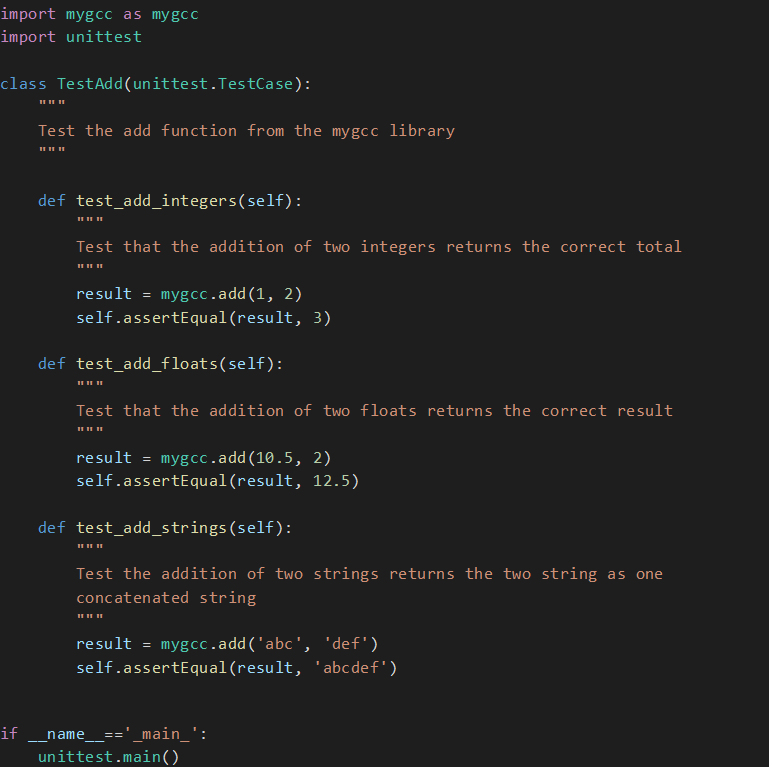 import mygcc as mygcc
import unittest
class TestAdd(unittest.TestCase):
    """
    Test the add function from the mygcc library
    """
    def test_add_integers(self):
        """
        Test that the addition of two integers returns the correct total
        """
        result = mygcc.add(1, 2)
        self.assertEqual(result, 3)
    def test_add_floats(self):
        """
        Test that the addition of two floats returns the correct result
        """
        result = mygcc.add(10.5, 2)
        self.assertEqual(result, 12.5)
    def test_add_strings(self):
        """
        Test the addition of two strings returns the two string as one
        concatenated string
        """
        result = mygcc.add('abc', 'def')
        self.assertEqual(result, 'abcdef')
if __name__=='_main_':
    unittest.main()